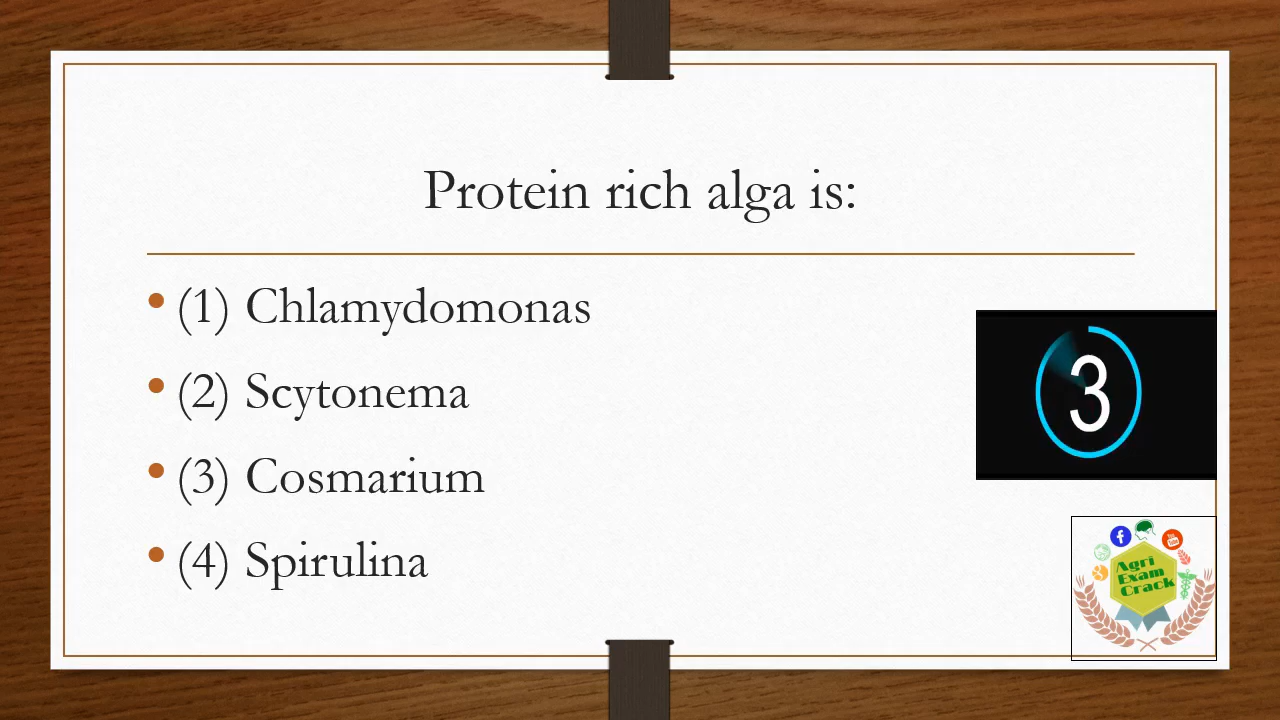 Protein rich alga is:
• (1) Chlamydomonas
• (2) Scytonema
• (3) Cosmarium
• (4) Spirulina
3
Agri
Exam
Crack